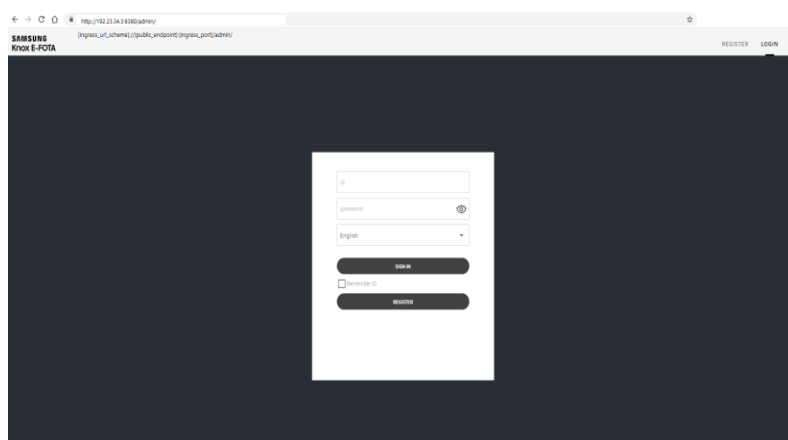 http://192.23.34.3:6380/admin/
SAMSUNG
Knox E-FOTA
{ingress_url_scheme}://{public_endpoint}:{ingress_port}/admin/
REGISTER LOGIN
id
password
English
SIGN IN
Remember ID
REGISTER